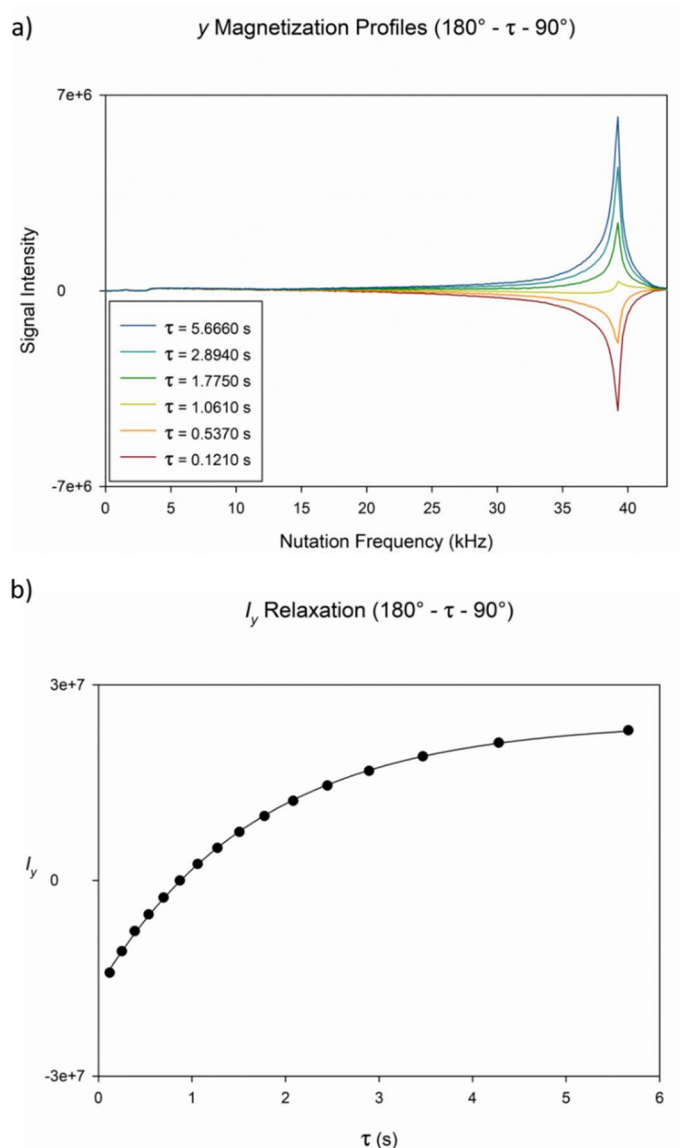 a)
y Magnetization Profiles (180° - τ - 90°)
7e+6
Signal Intensity
0
τ = 5.6660 s
τ = 2.8940 s
τ = 1.7750 s
τ = 1.0610 s
τ = 0.5370 s
τ = 0.1210 s
-7e+6
0 5 10 15 20 25 30 35 40
Nutation Frequency (kHz)
b)
Iy Relaxation (180° - τ - 90°)
3e+7
Iy
0
-3e+7
0 1 2 3 4 5 6
τ (s)